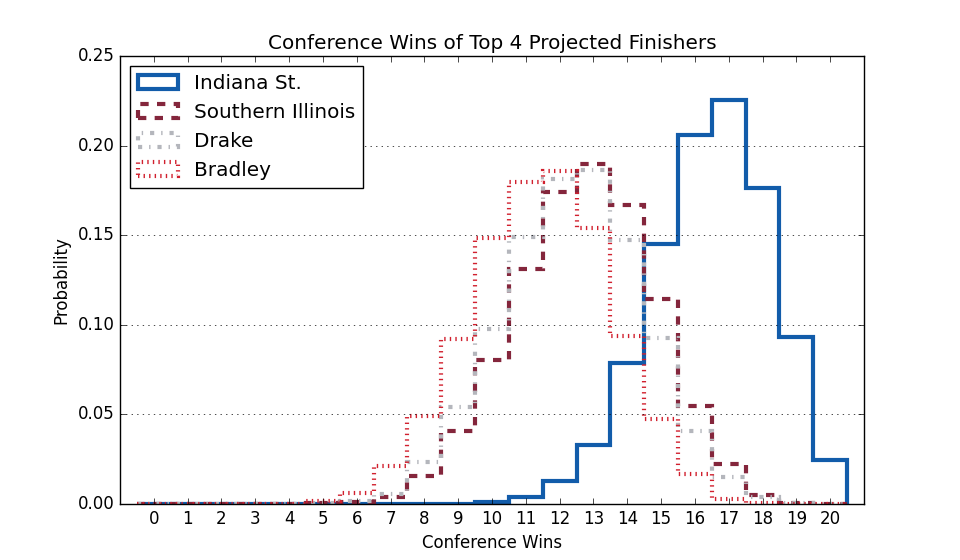 Conference Wins of Top 4 Projected Finishers
0.25
0.20
0.15
0.10
0.05
0.00
Probability
Indiana St.
Southern Illinois
Drake
Bradley
0 1 2 3 4 5 6 7 8 9 10 11 12 13 14 15 16 17 18 19 20
Conference Wins